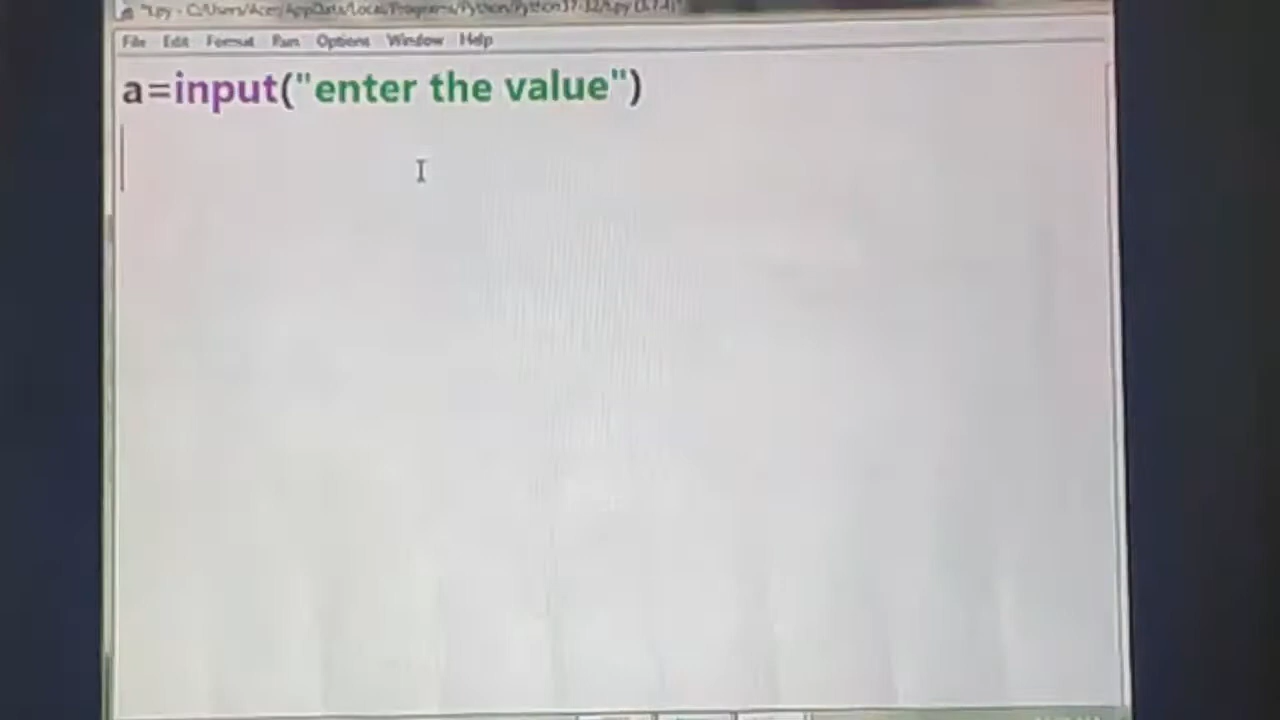 File Edit Format Run Options Window Help
a=input("enter the value")